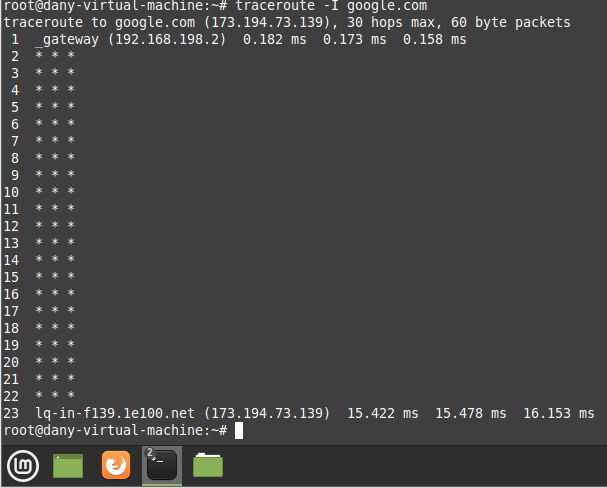 root@dany-virtual-machine:~# traceroute -I google.com
traceroute to google.com (173.194.73.139), 30 hops max, 60 byte packets
 1  _gateway (192.168.198.2)  0.182 ms  0.173 ms  0.158 ms
 2  * * *
 3  * * *
 4  * * *
 5  * * *
 6  * * *
 7  * * *
 8  * * *
 9  * * *
10  * * *
11  * * *
12  * * *
13  * * *
14  * * *
15  * * *
16  * * *
17  * * *
18  * * *
19  * * *
20  * * *
21  * * *
22  * * *
23  lq-in-f139.1e100.net (173.194.73.139)  15.422 ms  15.478 ms  16.153 ms
root@dany-virtual-machine:~#
2